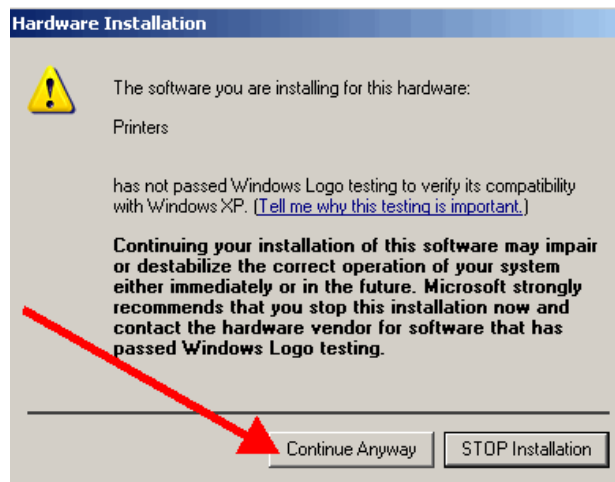 Hardware Installation
The software you are installing for this hardware:
Printers
has not passed Windows Logo testing to verify its compatibility
with Windows XP. (Tell me why this testing is important.)
Continuing your installation of this software may impair
or destabilize the correct operation of your system
either immediately or in the future. Microsoft strongly
recommends that you stop this installation now and
contact the hardware vendor for software that has
passed Windows Logo testing.
Continue Anyway
STOP Installation